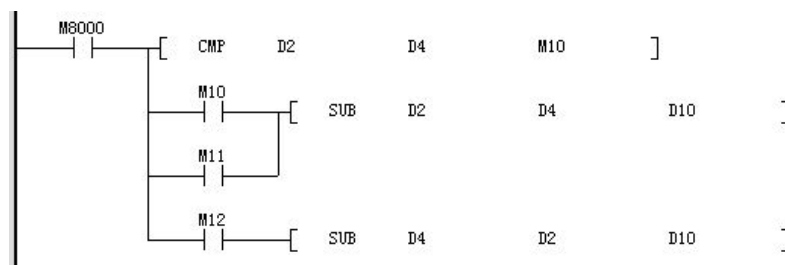 M8000
[ CMP D2 D4 M10 ]
M10
[ SUB D2 D4 D10 ]
M11
M12
[ SUB D4 D2 D10 ]